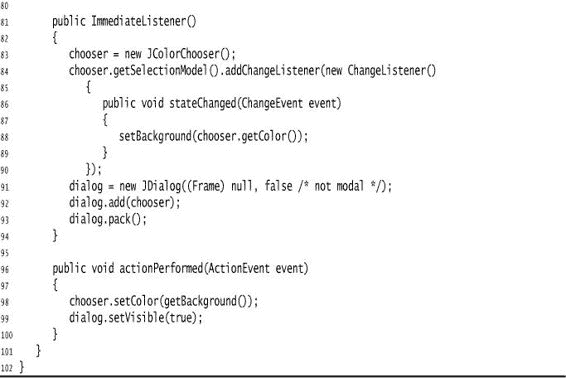 80
81 public ImmediateListener()
82 {
83 chooser = new JColorChooser();
84 chooser.getSelectionModel().addChangeListener(new ChangeListener()
85 {
86 public void stateChanged(ChangeEvent event)
87 {
88 setBackground(chooser.getColor());
89 }
90 });
91 dialog = new JDialog((Frame) null, false /* not modal */);
92 dialog.add(chooser);
93 dialog.pack();
94 }
95
96 public void actionPerformed(ActionEvent event)
97 {
98 chooser.setColor(getBackground());
99 dialog.setVisible(true);
100 }
101 }
102 }